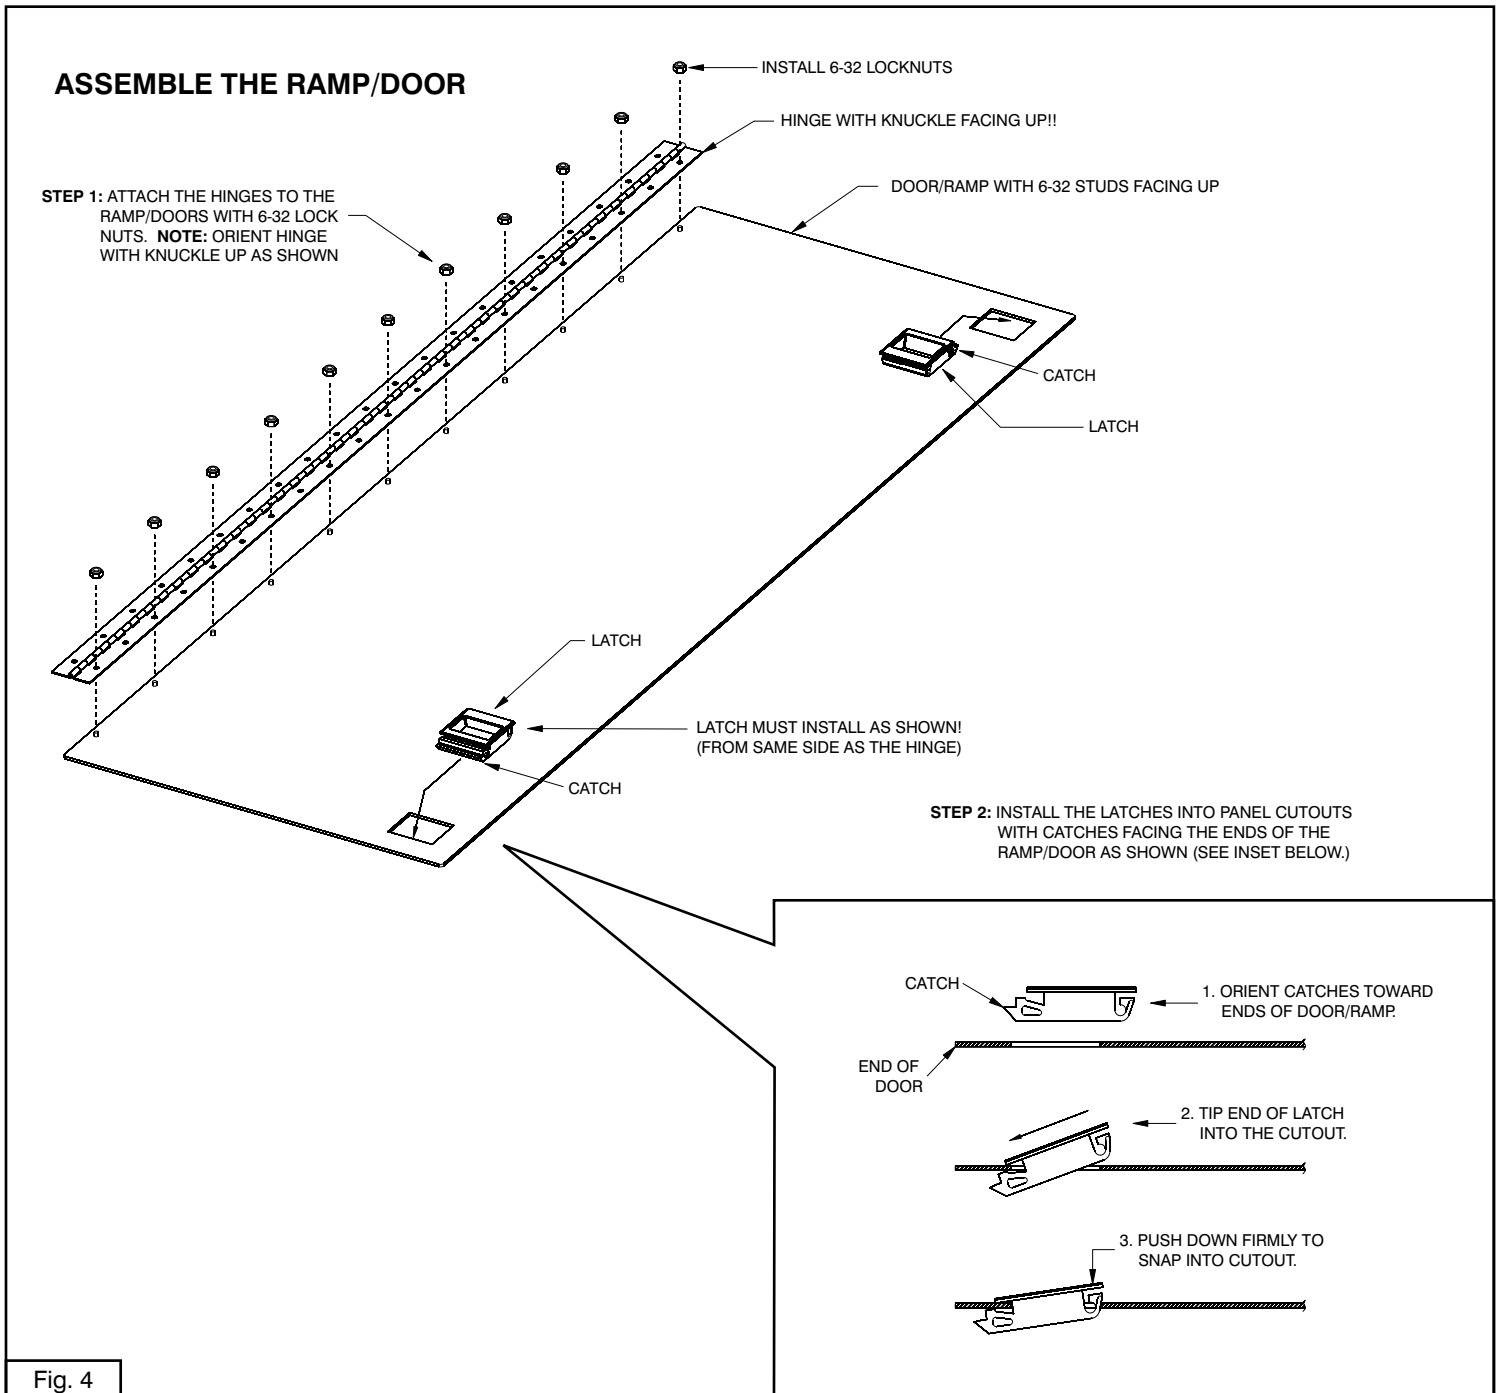 ASSEMBLE THE RAMP/DOOR
INSTALL 6-32 LOCKNUTS
HINGE WITH KNUCKLE FACING UP!!
STEP 1: ATTACH THE HINGES TO THE
RAMP/DOORS WITH 6-32 LOCK
NUTS. NOTE: ORIENT HINGE
WITH KNUCKLE UP AS SHOWN
DOOR/RAMP WITH 6-32 STUDS FACING UP
CATCH
LATCH
LATCH
LATCH MUST INSTALL AS SHOWN!
(FROM SAME SIDE AS THE HINGE)
CATCH
STEP 2: INSTALL THE LATCHES INTO PANEL CUTOUTS
WITH CATCHES FACING THE ENDS OF THE
RAMP/DOOR AS SHOWN (SEE INSET BELOW.)
CATCH
1. ORIENT CATCHES TOWARD
ENDS OF DOOR/RAMP.
END OF
DOOR
2. TIP END OF LATCH
INTO THE CUTOUT.
3. PUSH DOWN FIRMLY TO
SNAP INTO CUTOUT.
Fig. 4